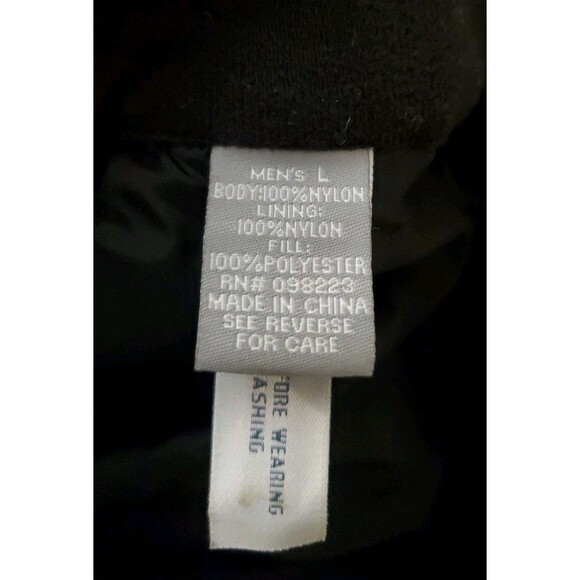 MEN'S L
BODY:100%NYLON
LINING:
100%NYLON
FILL:
100%POLYESTER
RN# 098223
MADE IN CHINA
SEE REVERSE
FOR CARE
FORE WEARING
ASHING